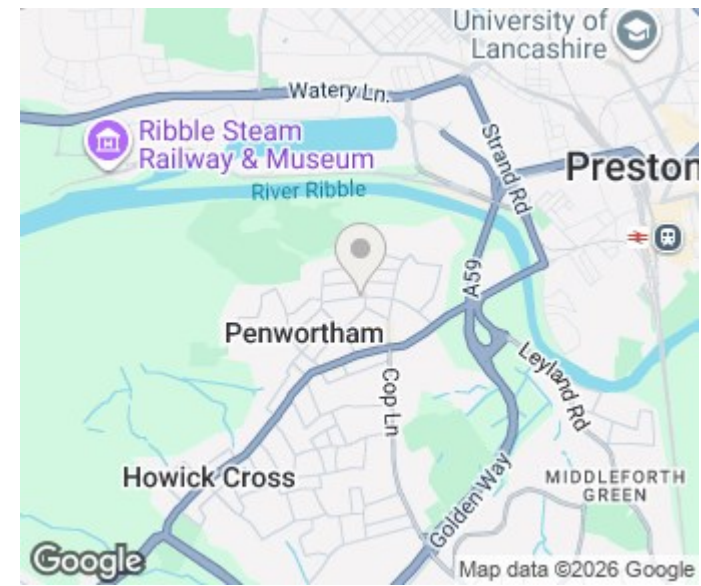 University of
Lancashire
Watery Ln.
Ribble Steam
Railway & Museum
Strand Rd
Preston
River Ribble
A59
Penwortham
Leyland Rd
Cop Ln
Howick Cross
Golden Way
MIDDLEFORTH
GREEN
Google
Map data ©2026 Google